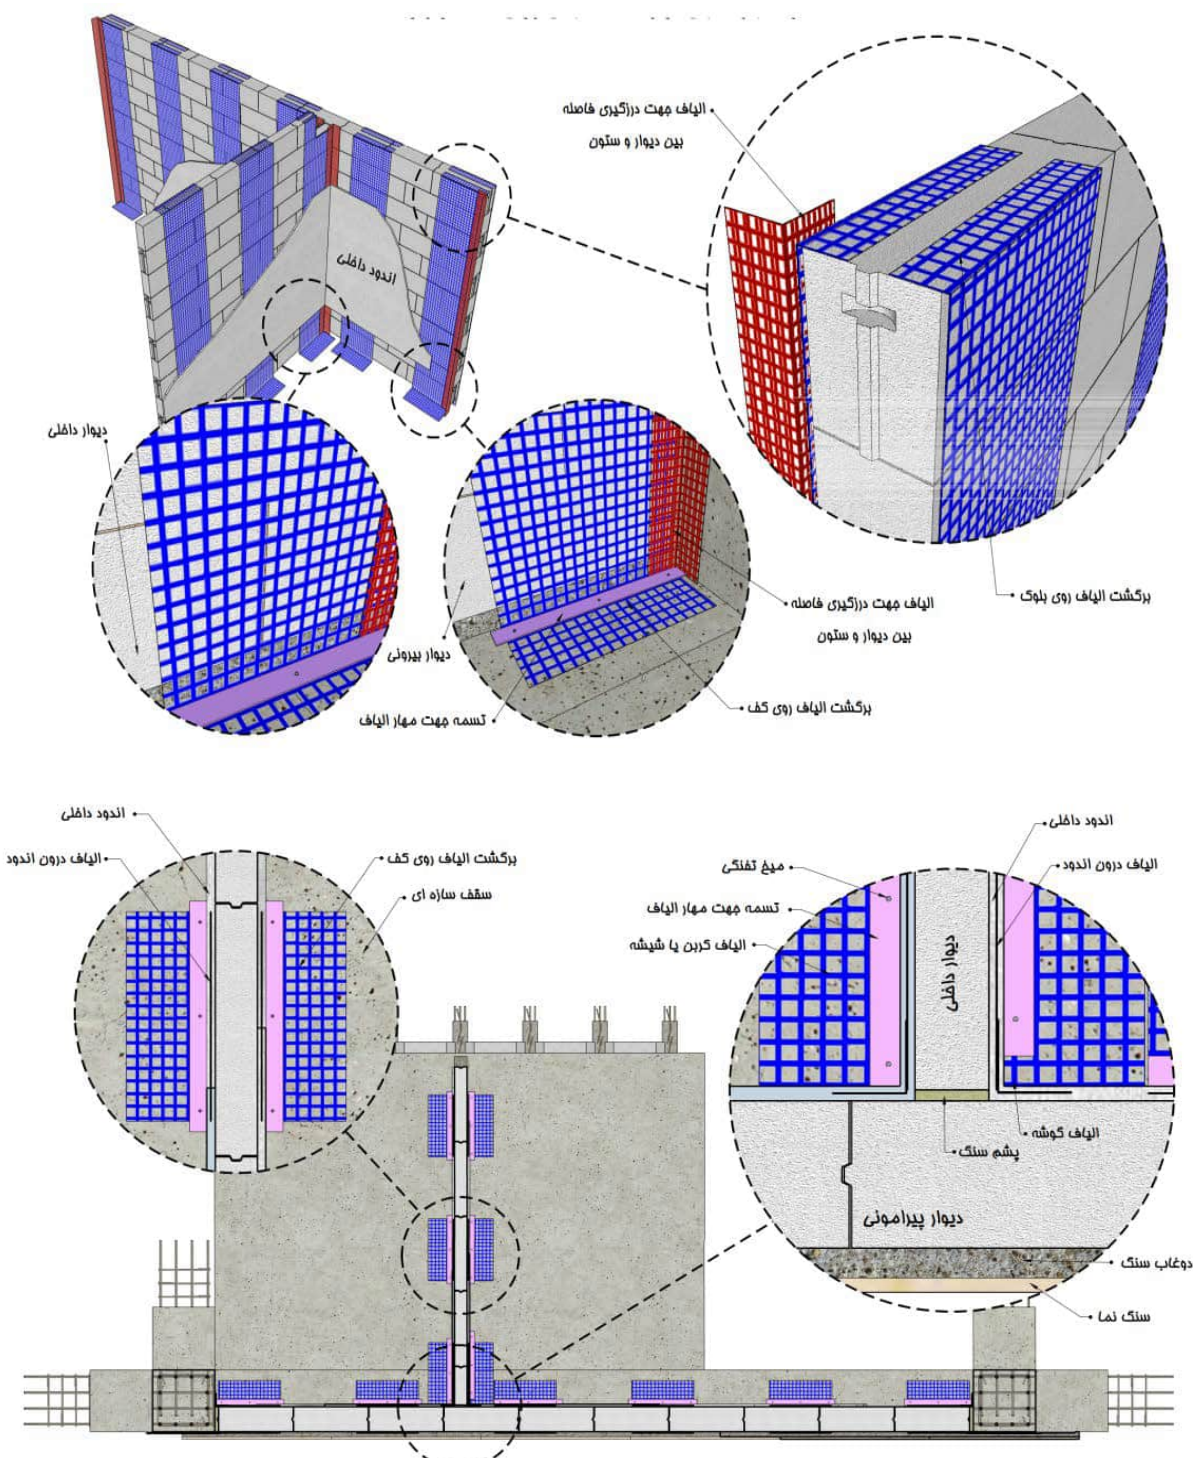 الیاف جهت درزگیری فاصله
بین دیوار و ستون
اندود داخلی
دیوار داخلی
برگشت الیاف روی بلوک
الیاف جهت درزگیری فاصله
بین دیوار و ستون
دیوار بیرونی
برگشت الیاف روی کف
تسمه جهت مهار الیاف
اندود داخلی
الیاف درون اندود
برگشت الیاف روی کف
سقف سازه ای
اندود داخلی
الیاف درون اندود
میخ تفنگی
تسمه جهت مهار الیاف
الیاف کربن یا شیشه
دیوار داخلی
الیاف گوشه
پشم سنگ
دیوار پیرامونی
دوغاب سنگ
سنگ نما